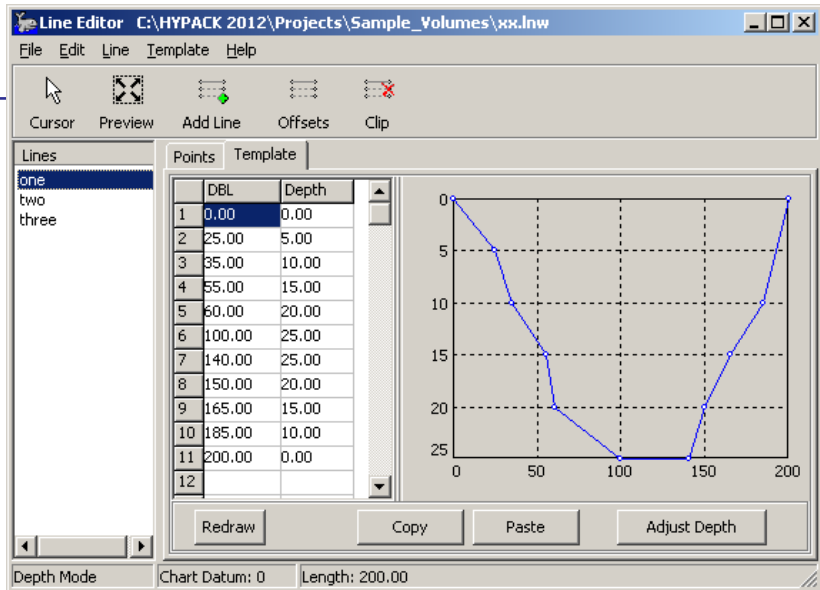 Line Editor C:\HYPACK 2012\Projects\Sample_Volumes\xx.lnw
File Edit Line Template Help
Cursor Preview Add Line Offsets Clip
Lines
one
two
three
Points Template
DBL Depth
1 0.00 0.00
2 25.00 5.00
3 35.00 10.00
4 55.00 15.00
5 60.00 20.00
6 100.00 25.00
7 140.00 25.00
8 150.00 20.00
9 165.00 15.00
10 185.00 10.00
11 200.00 0.00
12
0
5
10
15
20
25
0 50 100 150 200
Redraw Copy Paste Adjust Depth
Depth Mode Chart Datum: 0 Length: 200.00